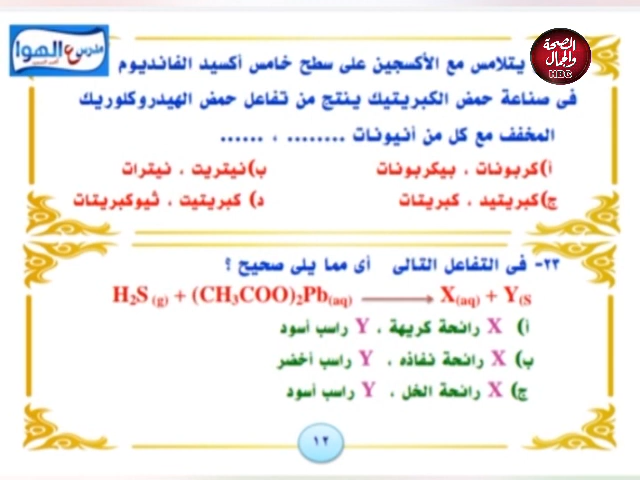 مدرس ع الهوا
الصحة
والجمال
HBC
يتلامس مع الأكسجين على سطح خامس أكسيد الفانديوم
فى صناعة حمض الكبريتيك ينتج من تفاعل حمض الهيدروكلوريك
المخفف مع كل من أنيونات ........ ، ......
أ) كربونات ، بيكربونات
ب) نيتريت ، نيترات
ج) كبريتيد ، كبريتات
د) كبريتيت ، ثيوكبريتات
٢٣- فى التفاعل التالى أى مما يلى صحيح ؟
H₂S (g) + (CH₃COO)₂Pb(aq) ⟶ X(aq) + Y(S
أ) X رائحة كريهة ، Y راسب أسود
ب) X رائحة نفاذه ، Y راسب أخضر
ج) X رائحة الخل ، Y راسب أسود
١٢